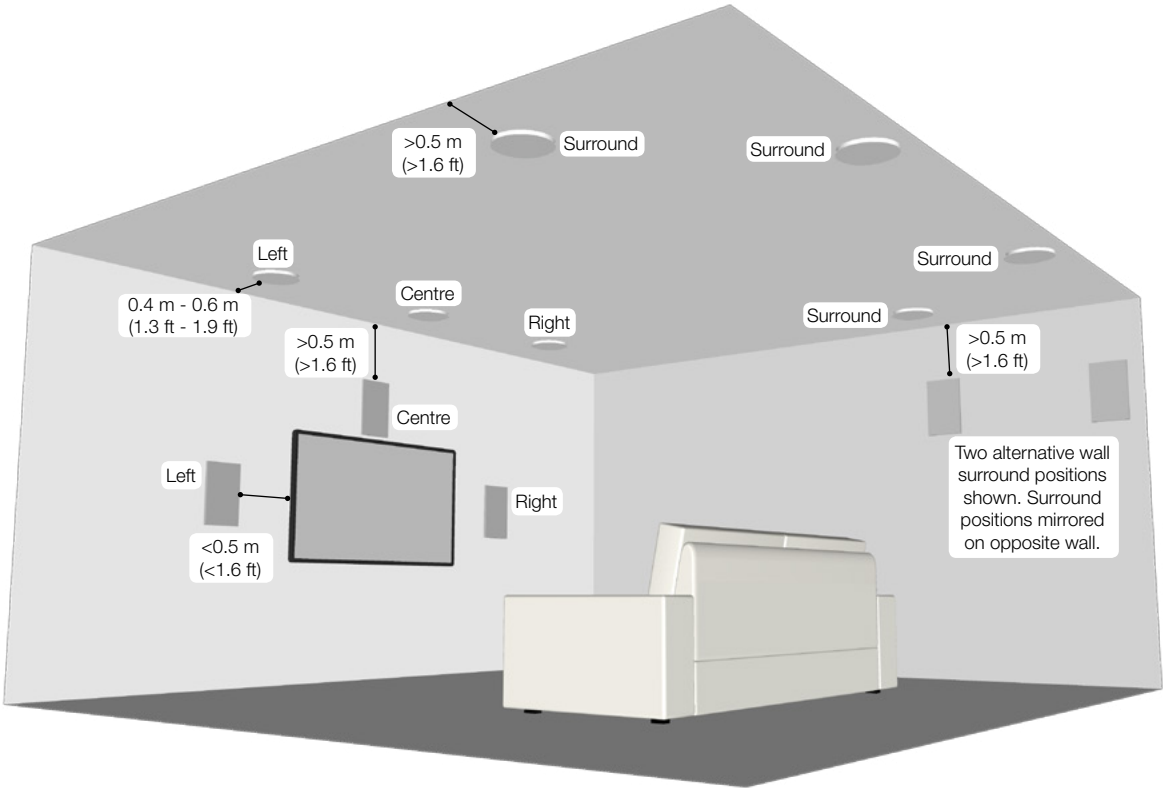 >0.5 m
(>1.6 ft)
Surround
Surround
Left
Surround
0.4 m - 0.6 m
(1.3 ft - 1.9 ft)
Centre
Right
Surround
>0.5 m
(>1.6 ft)
>0.5 m
(>1.6 ft)
Centre
Left
Right
<0.5 m
(<1.6 ft)
Two alternative wall
surround positions
shown. Surround
positions mirrored
on opposite wall.